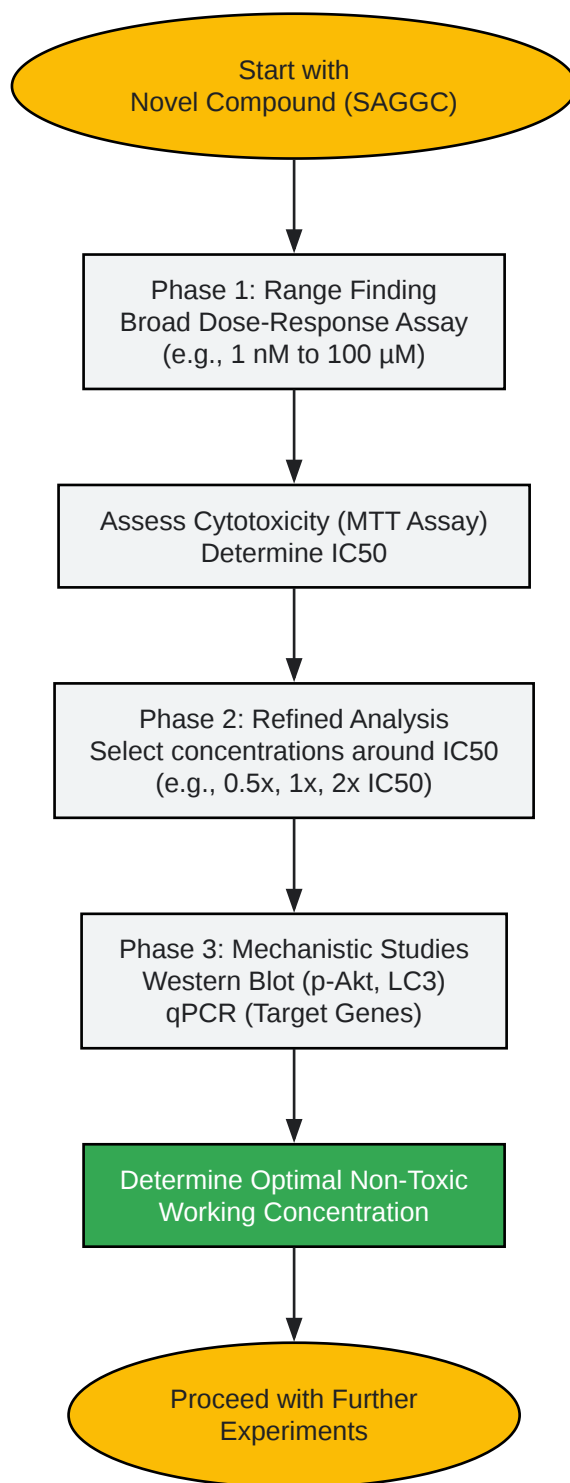 Start with
Novel Compound (SAGGC)
Phase 1: Range Finding
Broad Dose-Response Assay
(e.g., 1 nM to 100 µM)
Assess Cytotoxicity (MTT Assay)
Determine IC50
Phase 2: Refined Analysis
Select concentrations around IC50
(e.g., 0.5x, 1x, 2x IC50)
Phase 3: Mechanistic Studies
Western Blot (p-Akt, LC3)
qPCR (Target Genes)
Determine Optimal Non-Toxic
Working Concentration
Proceed with Further
Experiments